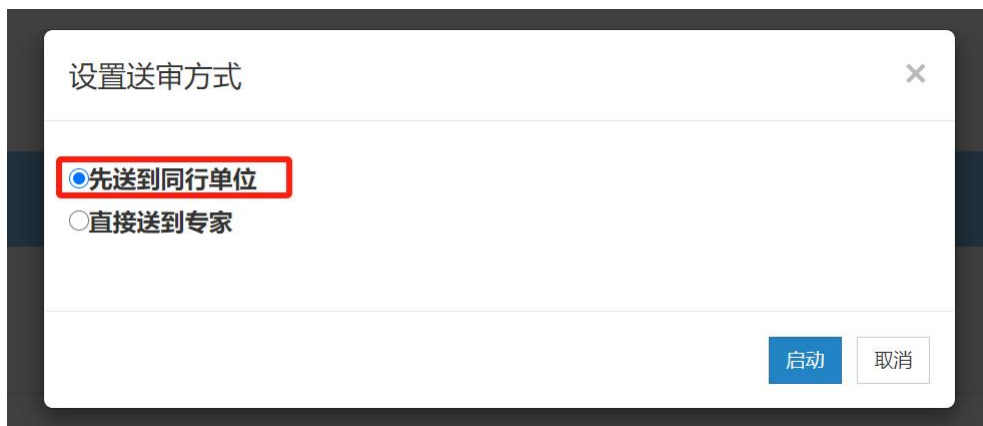 设置送审方式
×
先送到同行单位
直接送到专家
启动
取消